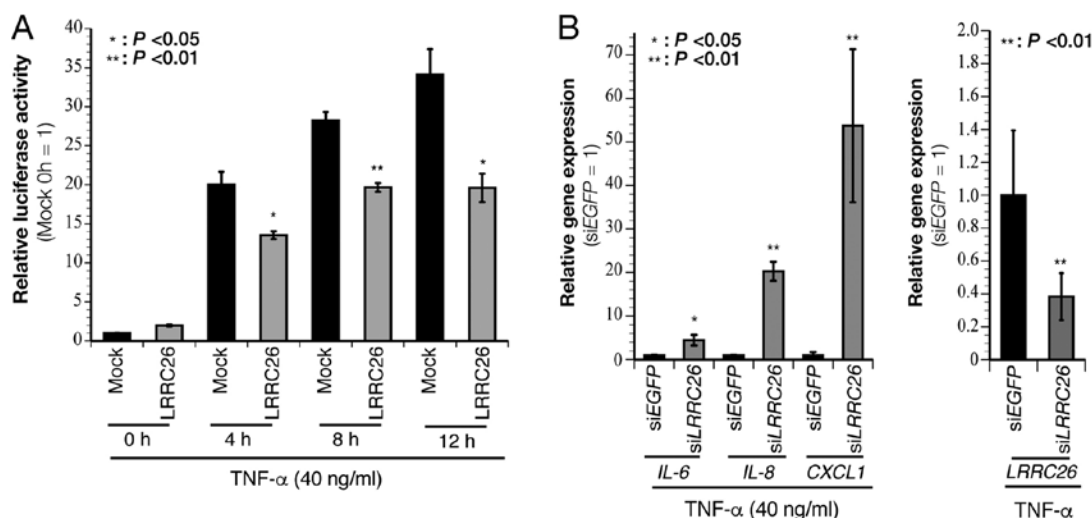 A
* : P <0.05
** : P <0.01
Relative luciferase activity
(Mock 0h = 1)
40
35
30
25
20
15
10
5
0
*
**
*
Mock
LRRC26
Mock
LRRC26
Mock
LRRC26
Mock
LRRC26
0 h
4 h
8 h
12 h
TNF-α (40 ng/ml)
B
* : P <0.05
** : P <0.01
Relative gene expression
(siEGFP = 1)
70
60
50
40
20
10
0
*
**
**
siEGFP
siLRRC26
siEGFP
siLRRC26
siEGFP
siLRRC26
IL-6
IL-8
CXCL1
TNF-α (40 ng/ml)
** : P <0.01
Relative gene expression
(siEGFP = 1)
2.0
1.8
1.6
1.4
1.2
1.0
0.8
0.6
0.4
0.2
0
**
siEGFP
siLRRC26
LRRC26
TNF-α